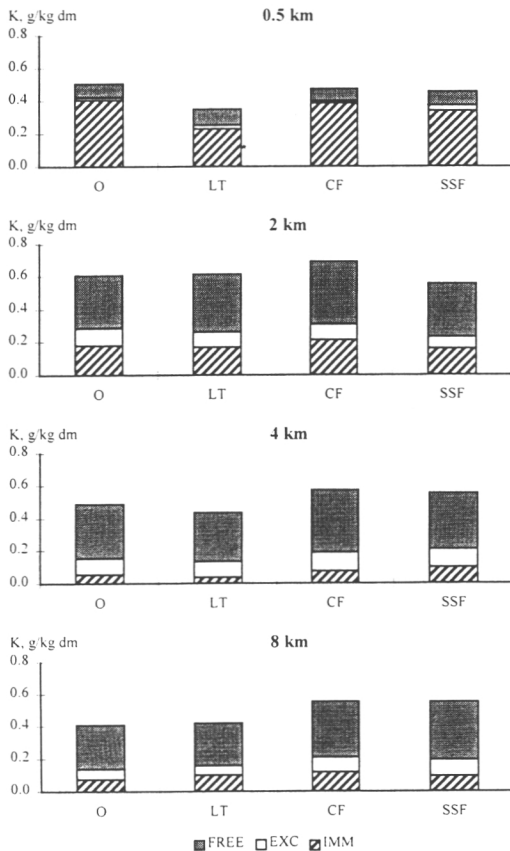 K, g/kg dm 0.5 km
0.8
0.6
0.4
0.2
0.0
O LT CF SSF
K, g/kg dm 2 km
0.8
0.6
0.4
0.2
0.0
O LT CF SSF
K, g/kg dm 4 km
0.8
0.6
0.4
0.2
0.0
O LT CF SSF
K, g/kg dm 8 km
0.8
0.6
0.4
0.2
0.0
O LT CF SSF
FREE EXC IMM